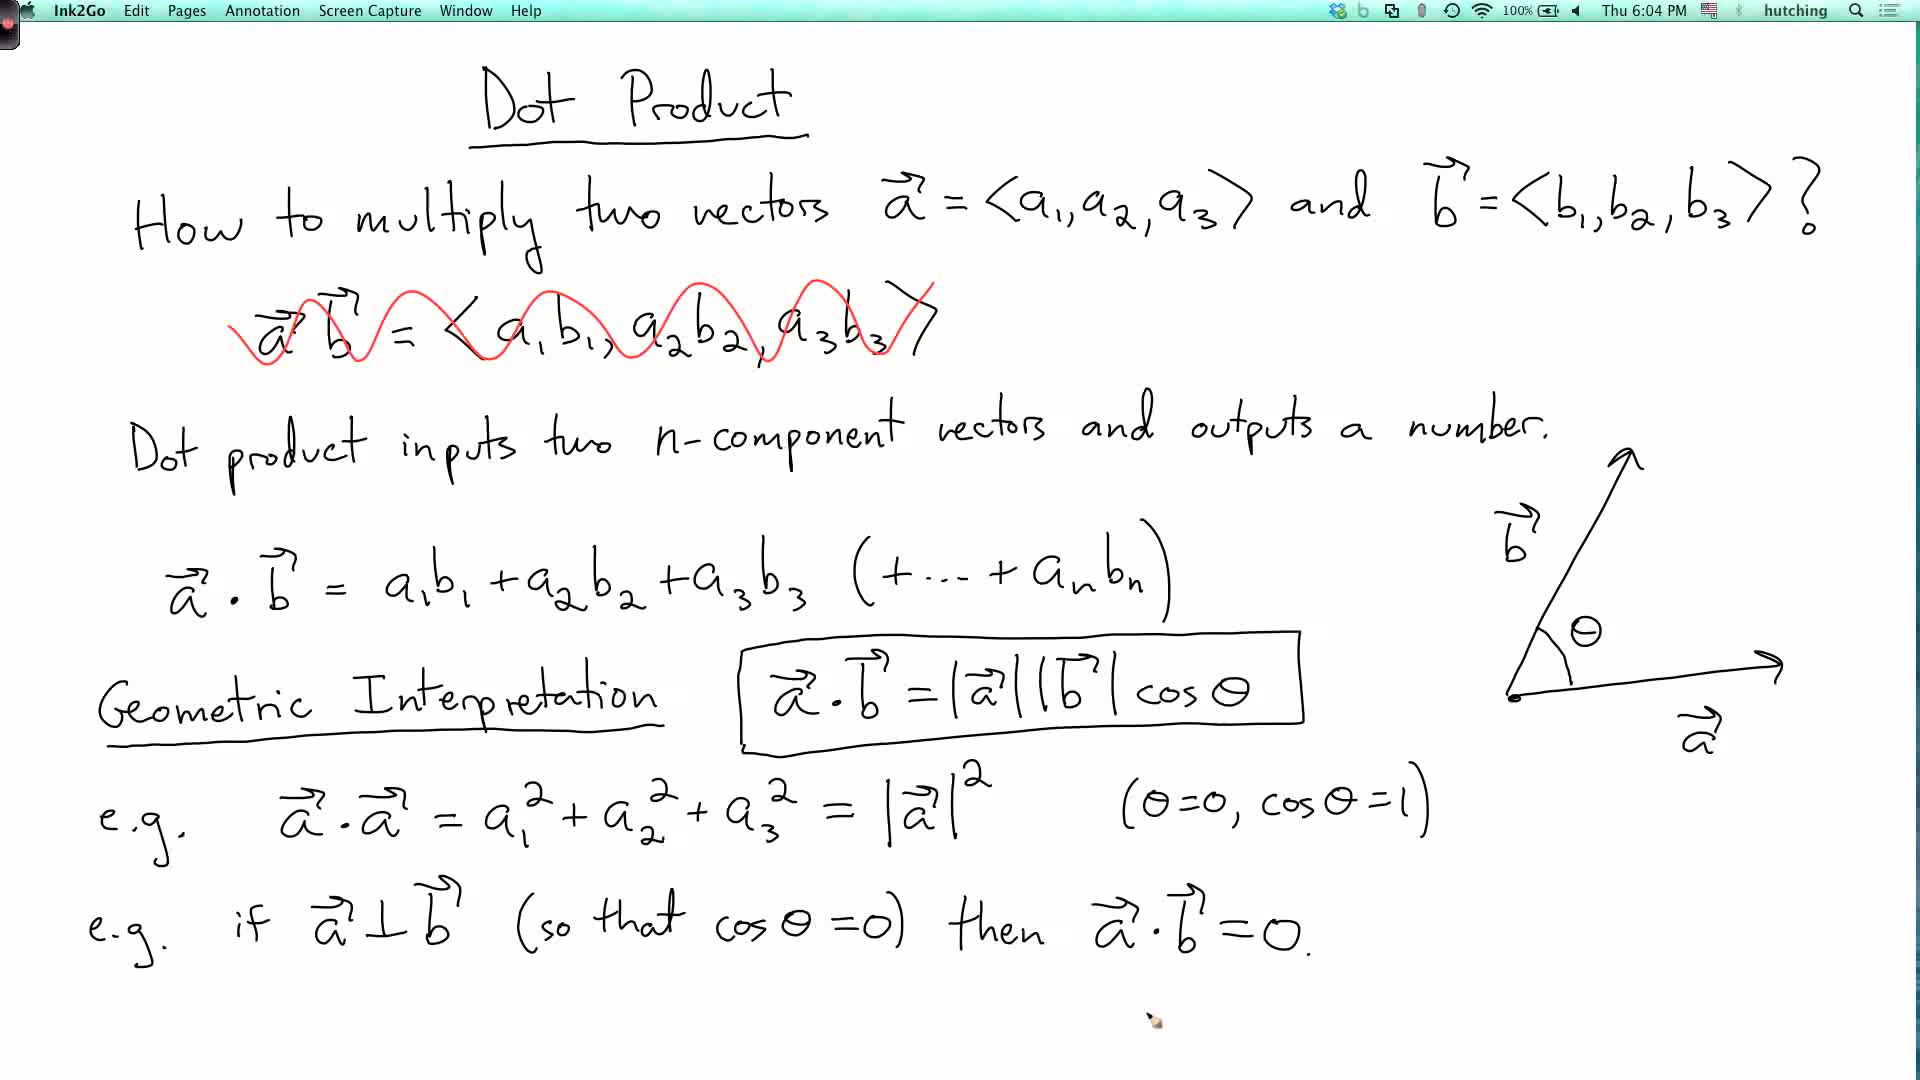 Ink2Go Edit Pages Annotation Screen Capture Window Help 100% Thu 6:04 PM hutching
Dot Product
How to multiply two vectors a⃗ = <a₁, a₂, a₃> and b⃗ = <b₁, b₂, b₃>?
a⃗ b⃗ = <a₁b₁, a₂b₂, a₃b₃>
Dot product inputs two n-component vectors and outputs a number.
a⃗ · b⃗ = a₁b₁ + a₂b₂ + a₃b₃ (+ ... + aₙbₙ)
b⃗
θ
a⃗
Geometric Interpretation a⃗ · b⃗ = |a⃗| |b⃗| cos θ
e.g. a⃗ · a⃗ = a₁² + a₂² + a₃² = |a⃗|² (θ=0, cos θ=1)
e.g. if a⃗ ⊥ b⃗ (so that cos θ = 0) then a⃗ · b⃗ = 0.